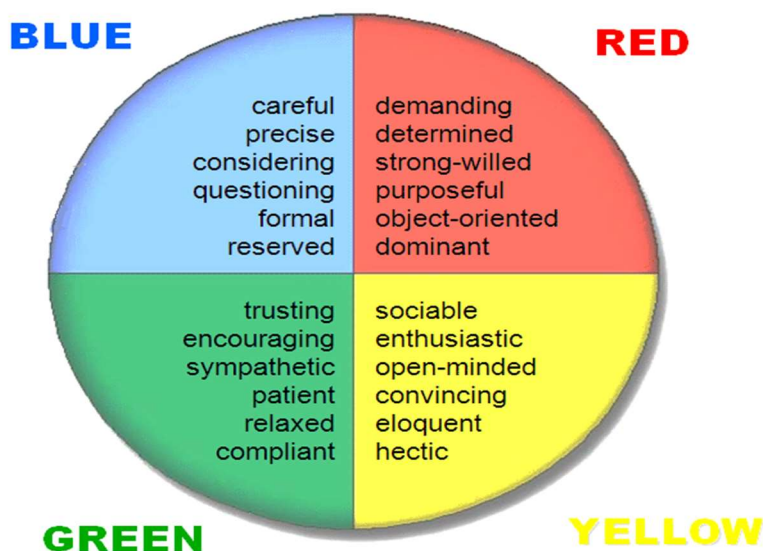 BLUE
RED
careful
precise
considering
questioning
formal
reserved
demanding
determined
strong-willed
purposeful
object-oriented
dominant
trusting
encouraging
sympathetic
patient
relaxed
compliant
sociable
enthusiastic
open-minded
convincing
eloquent
hectic
GREEN
YELLOW